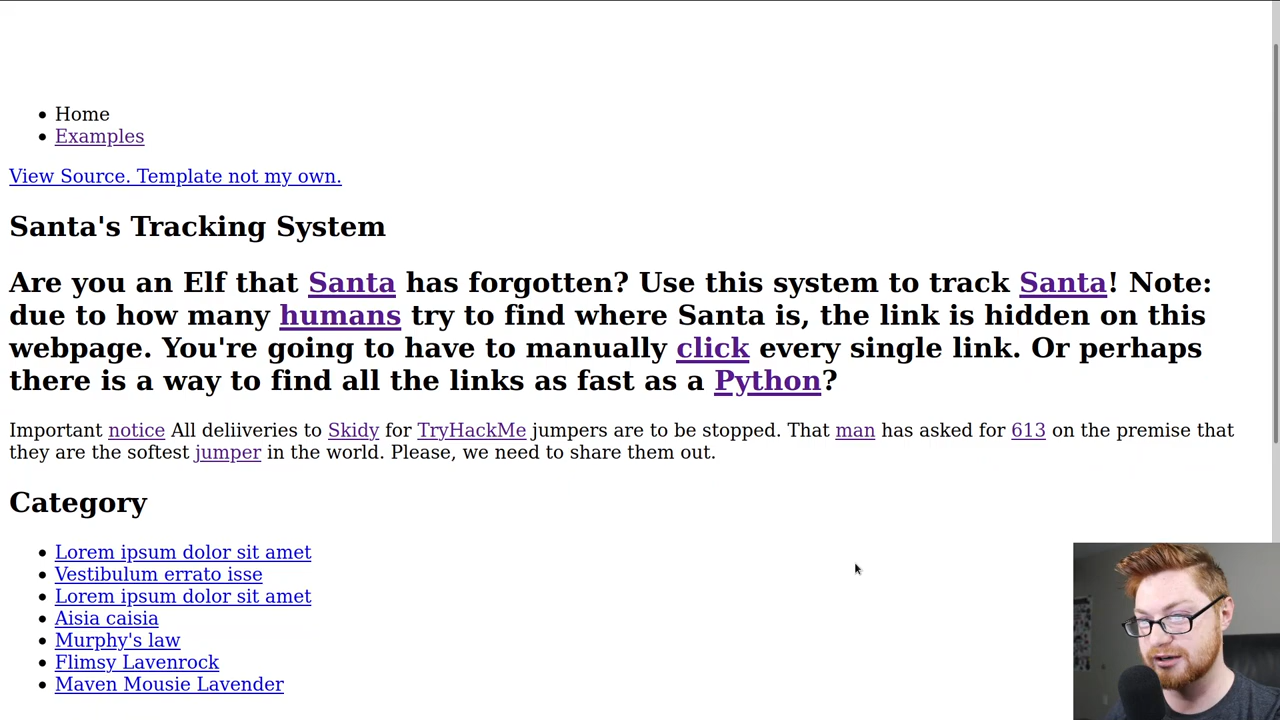 Home
Examples
View Source. Template not my own.
Santa's Tracking System
Are you an Elf that Santa has forgotten? Use this system to track Santa! Note:
due to how many humans try to find where Santa is, the link is hidden on this
webpage. You're going to have to manually click every single link. Or perhaps
there is a way to find all the links as fast as a Python?
Important notice All deliiveries to Skidy for TryHackMe jumpers are to be stopped. That man has asked for 613 on the premise that
they are the softest jumper in the world. Please, we need to share them out.
Category
Lorem ipsum dolor sit amet
Vestibulum errato isse
Lorem ipsum dolor sit amet
Aisia caisia
Murphy's law
Flimsy Lavenrock
Maven Mousie Lavender